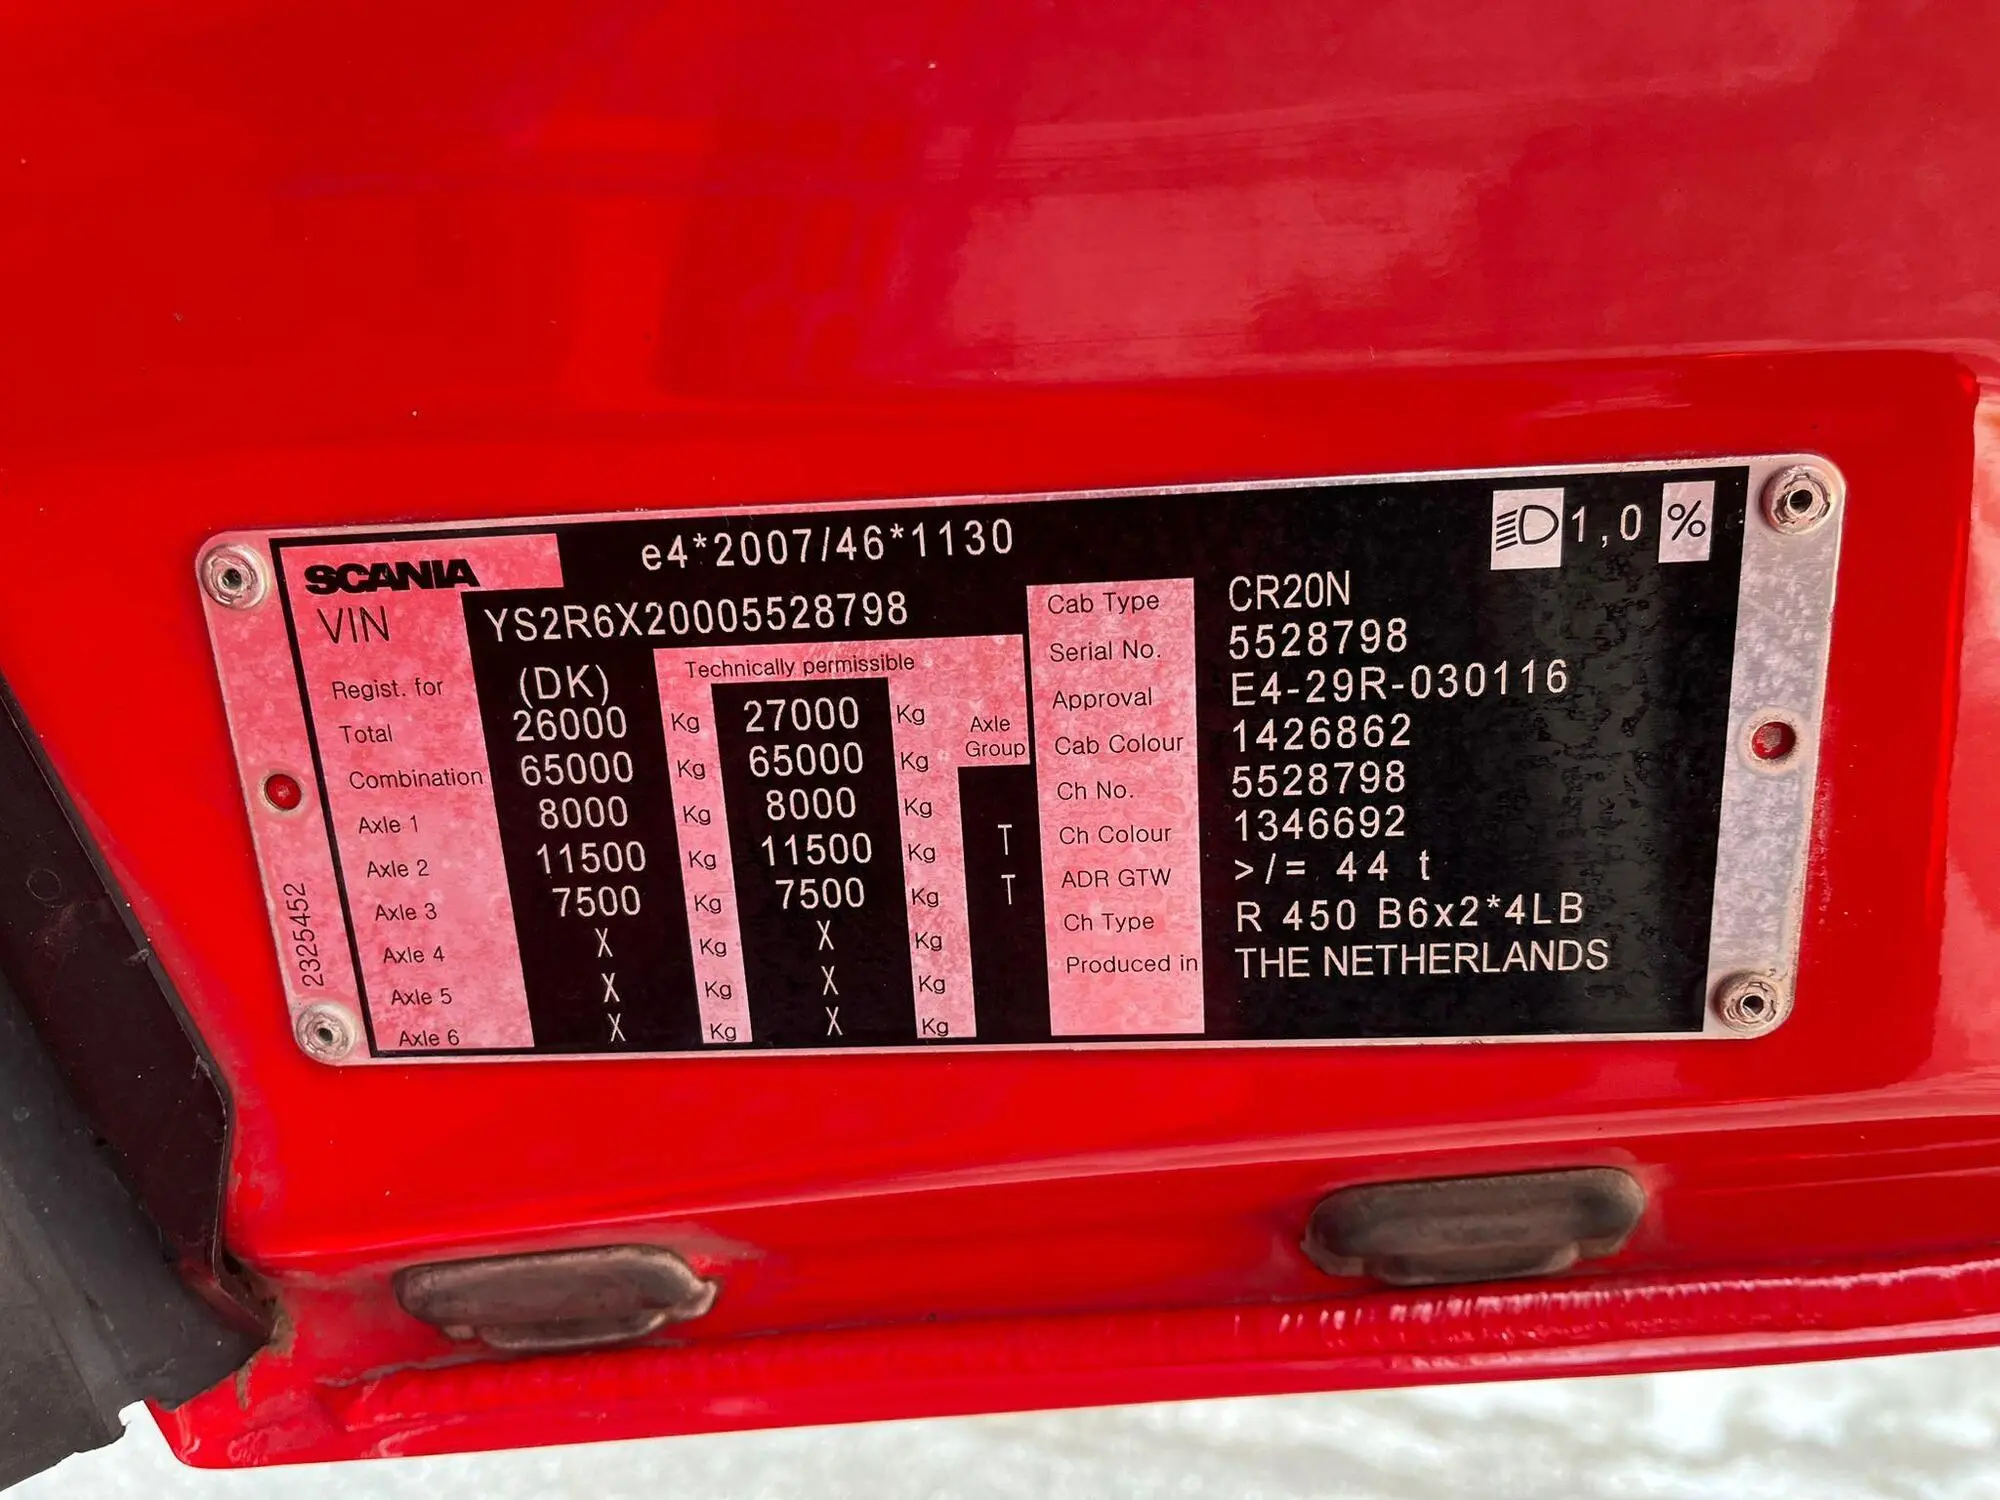 e4*2007/46*1130
1,0 %
SCANIA
VIN YS2R6X20005528798
Regist. for (DK)
Technically permissible
Total 26000 Kg 27000 Kg
Axle Group
Combination 65000 Kg 65000 Kg
Axle 1 8000 Kg 8000 Kg
Axle 2 11500 Kg 11500 Kg T
Axle 3 7500 Kg 7500 Kg T
Axle 4 X Kg X Kg
Axle 5 X Kg X Kg
Axle 6 X Kg X Kg
Cab Type CR20N
Serial No. 5528798
Approval E4-29R-030116
Cab Colour 1426862
Ch No. 5528798
Ch Colour 1346692
ADR GTW >/= 44 t
Ch Type R 450 B6x2*4LB
Produced in THE NETHERLANDS
2325452